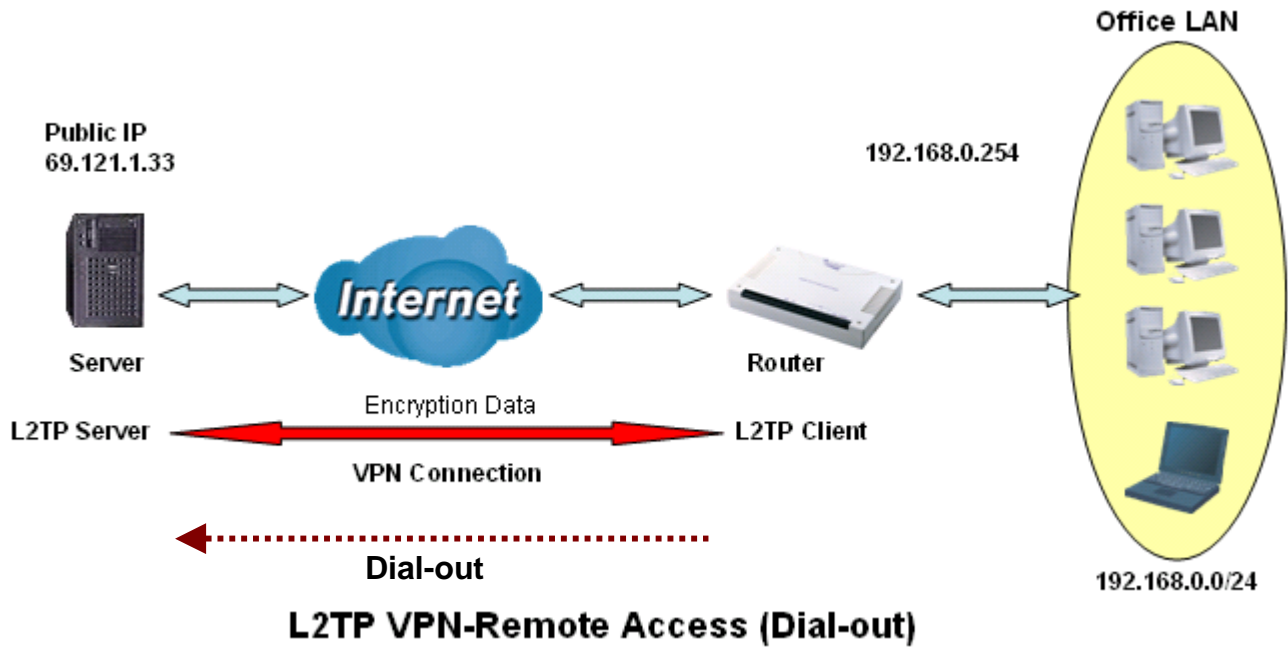 Office LAN
Public IP
69.121.1.33
192.168.0.254
Internet
Server
Router
Encryption Data
L2TP Server
L2TP Client
VPN Connection
Dial-out
192.168.0.0/24
L2TP VPN-Remote Access (Dial-out)